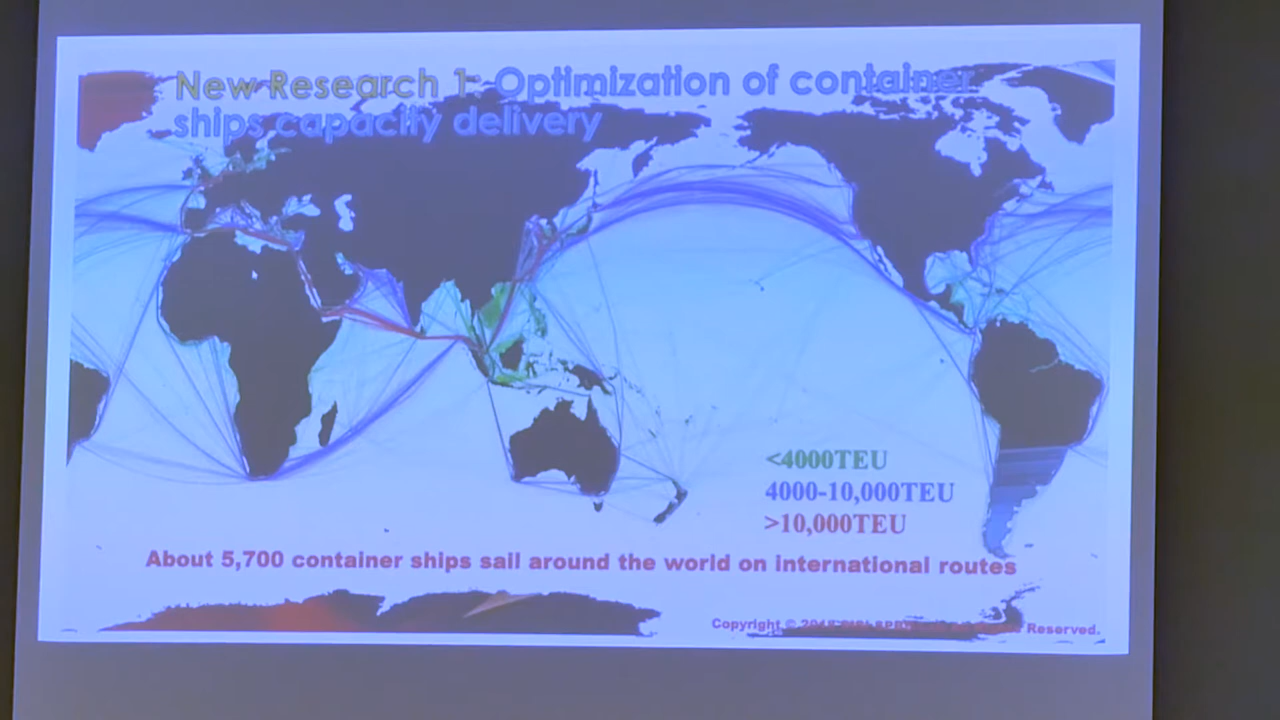 New Research 1: Optimization of container
ships capacity delivery
<4000TEU
4000-10,000TEU
>10,000TEU
About 5,700 container ships sail around the world on international routes
Copyright © Reserved.